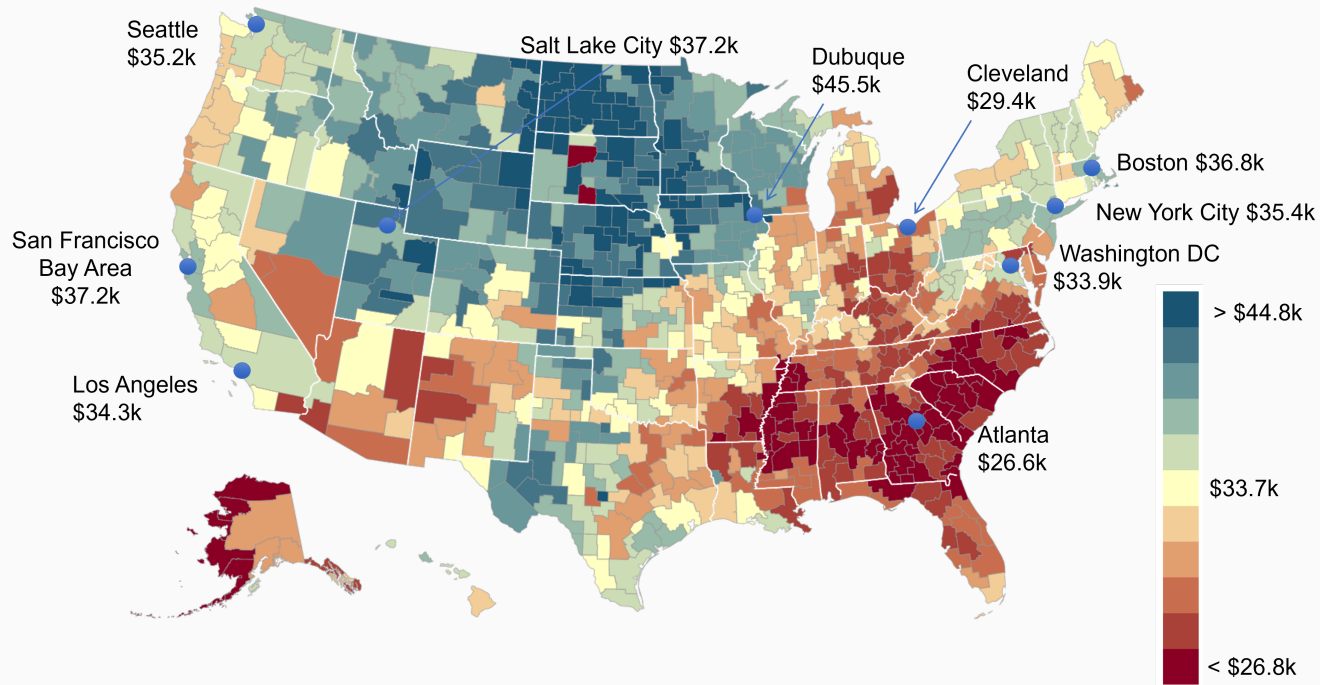 Seattle
$35.2k
Salt Lake City $37.2k
Dubuque
$45.5k
Cleveland
$29.4k
Boston $36.8k
New York City $35.4k
San Francisco
Bay Area
$37.2k
Washington DC
$33.9k
> $44.8k
Los Angeles
$34.3k
Atlanta
$26.6k
$33.7k
< $26.8k